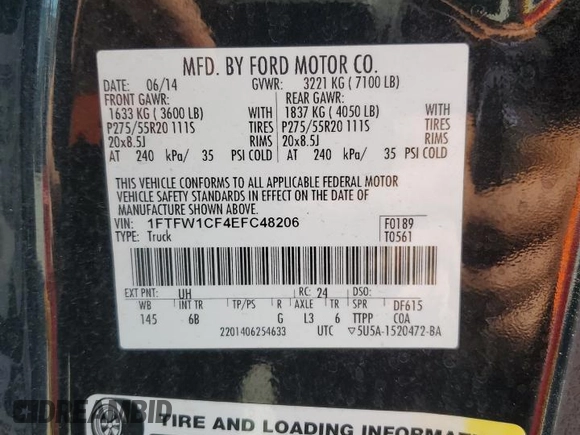 MFD. BY FORD MOTOR CO.
DATE: 06/14 GVWR: 3221 KG (7100 LB)
FRONT GAWR: REAR GAWR:
1633 KG (3600 LB) WITH 1837 KG (4050 LB) WITH
P275/55R20 111S TIRES P275/55R20 111S TIRES
20x8.5J RIMS 20x8.5J RIMS
AT 240 kPa/ 35 PSI COLD AT 240 kPa/ 35 PSI COLD
THIS VEHICLE CONFORMS TO ALL APPLICABLE FEDERAL MOTOR
VEHICLE SAFETY STANDARDS IN EFFECT ON THE DATE OF
MANUFACTURE SHOWN ABOVE.
VIN: 1FTFW1CF4EFC48206 F0189
TYPE: Truck T0561
EXT PNT: UH RC: 24 DSO:
WB INT TR TP/PS R AXLE TR SPR DF615
145 6B G L3 6 TTPP COA
2201406254633 UTC ▽5U5A-1520472-BA
TIRE AND LOADING INFORMA
DREAMBID